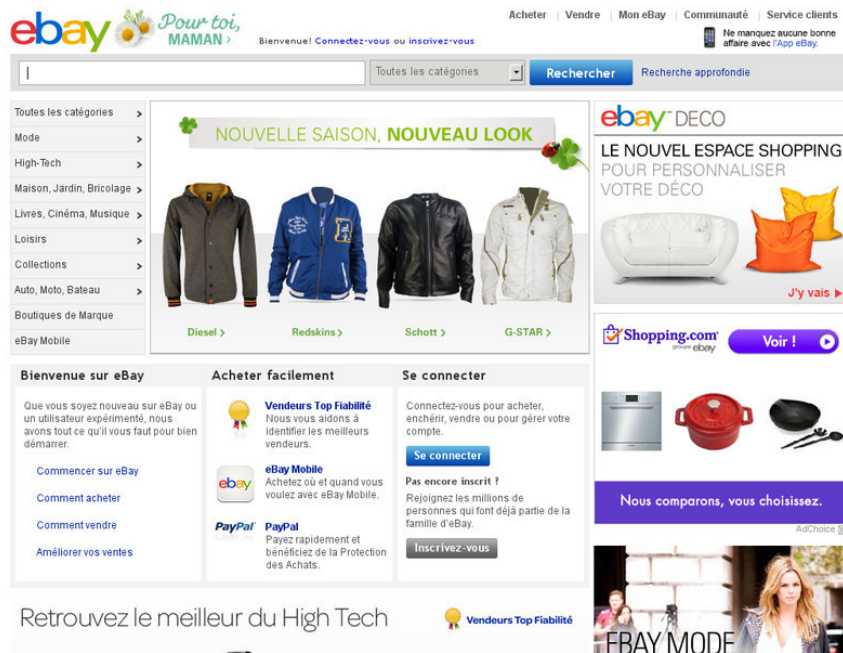 Acheter | Vendre | Mon eBay | Communauté | Service clients
ebay Pour toi,
MAMAN >
Bienvenue! Connectez-vous ou inscrivez-vous
Ne manquez aucune bonne
affaire avec l'App eBay.
Toutes les catégories
Rechercher
Recherche approfondie
Toutes les catégories
Mode
High-Tech
Maison, Jardin, Bricolage
Livres, Cinéma, Musique
Loisirs
Collections
Auto, Moto, Bateau
Boutiques de Marque
eBay Mobile
NOUVELLE SAISON, NOUVEAU LOOK
Diesel >
Redskins >
Schott >
G-STAR >
ebay DECO
LE NOUVEL ESPACE SHOPPING
POUR PERSONNALISER
VOTRE DÉCO
J'y vais
Shopping.com
groupe ebay
Voir !
Nous comparons, vous choisissez.
AdChoice
Bienvenue sur eBay
Que vous soyez nouveau sur eBay ou
un utilisateur expérimenté, nous
avons tout ce qu'il vous faut pour bien
démarrer.
Commencer sur eBay
Comment acheter
Comment vendre
Améliorer vos ventes
Acheter facilement
Vendeurs Top Fiabilité
Nous vous aidons à
identifier les meilleurs
vendeurs.
ebay
eBay Mobile
Achetez où et quand vous
voulez avec eBay Mobile.
PayPal
PayPal
Payez rapidement et
bénéficiez de la Protection
des Achats.
Se connecter
Connectez-vous pour acheter,
enchérir, vendre ou pour gérer votre
compte.
Se connecter
Pas encore inscrit ?
Rejoignez les millions de
personnes qui font déjà partie de la
famille d'eBay.
Inscrivez-vous
Retrouvez le meilleur du High Tech
Vendeurs Top Fiabilité
EBAY MODE